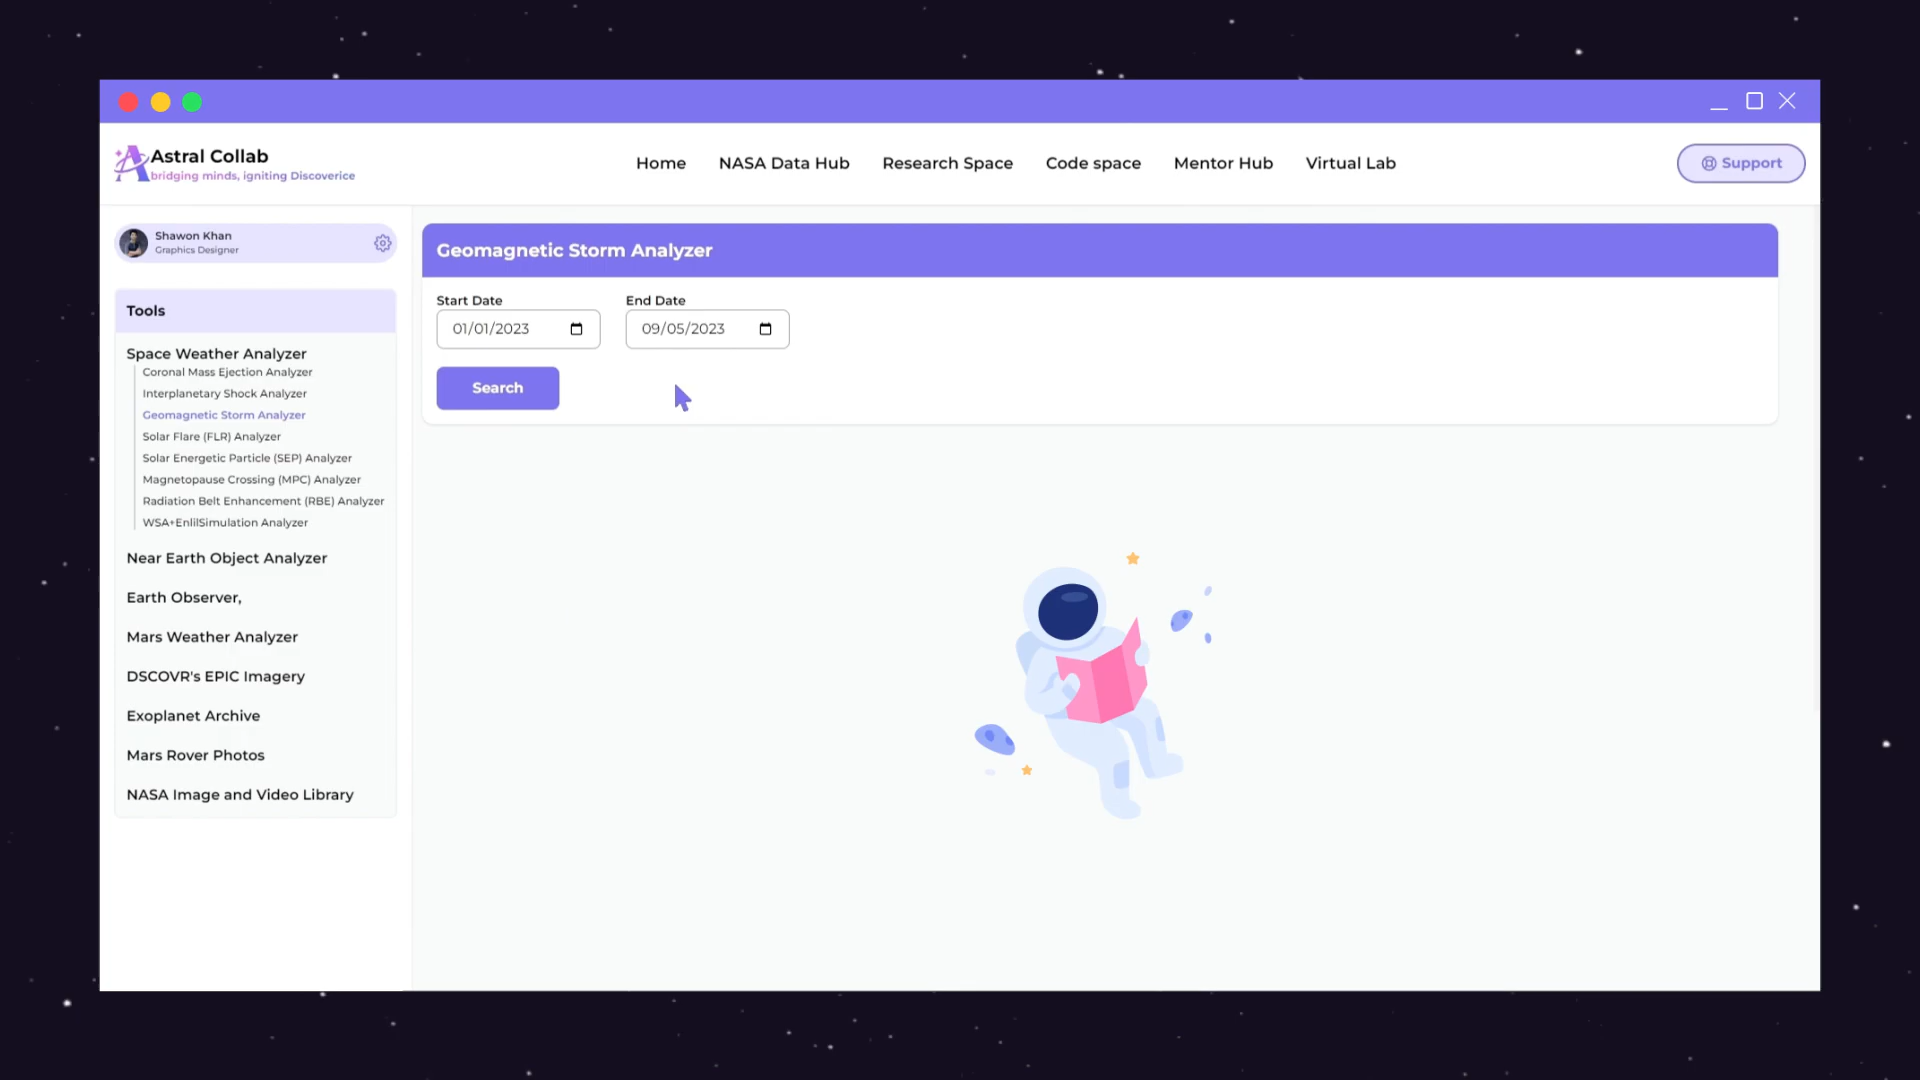 Astral Collab
bridging minds, igniting Discoverice
Home
NASA Data Hub
Research Space
Code space
Mentor Hub
Virtual Lab
Support
Shawon Khan
Graphics Designer
Tools
Space Weather Analyzer
Coronal Mass Ejection Analyzer
Interplanetary Shock Analyzer
Geomagnetic Storm Analyzer
Solar Flare (FLR) Analyzer
Solar Energetic Particle (SEP) Analyzer
Magnetopause Crossing (MPC) Analyzer
Radiation Belt Enhancement (RBE) Analyzer
WSA+EnlilSimulation Analyzer
Near Earth Object Analyzer
Earth Observer,
Mars Weather Analyzer
DSCOVR's EPIC Imagery
Exoplanet Archive
Mars Rover Photos
NASA Image and Video Library
Geomagnetic Storm Analyzer
Start Date
End Date
01/01/2023
09/05/2023
Search